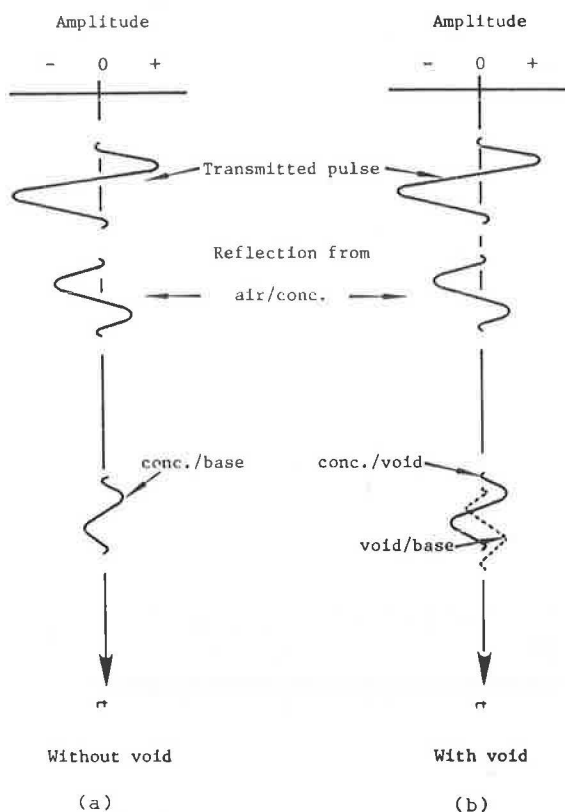 Amplitude
- 0 +
Amplitude
- 0 +
Transmitted pulse
Reflection from
air/conc.
conc./base
conc./void
void/base
t
t
Without void
With void
(a)
(b)